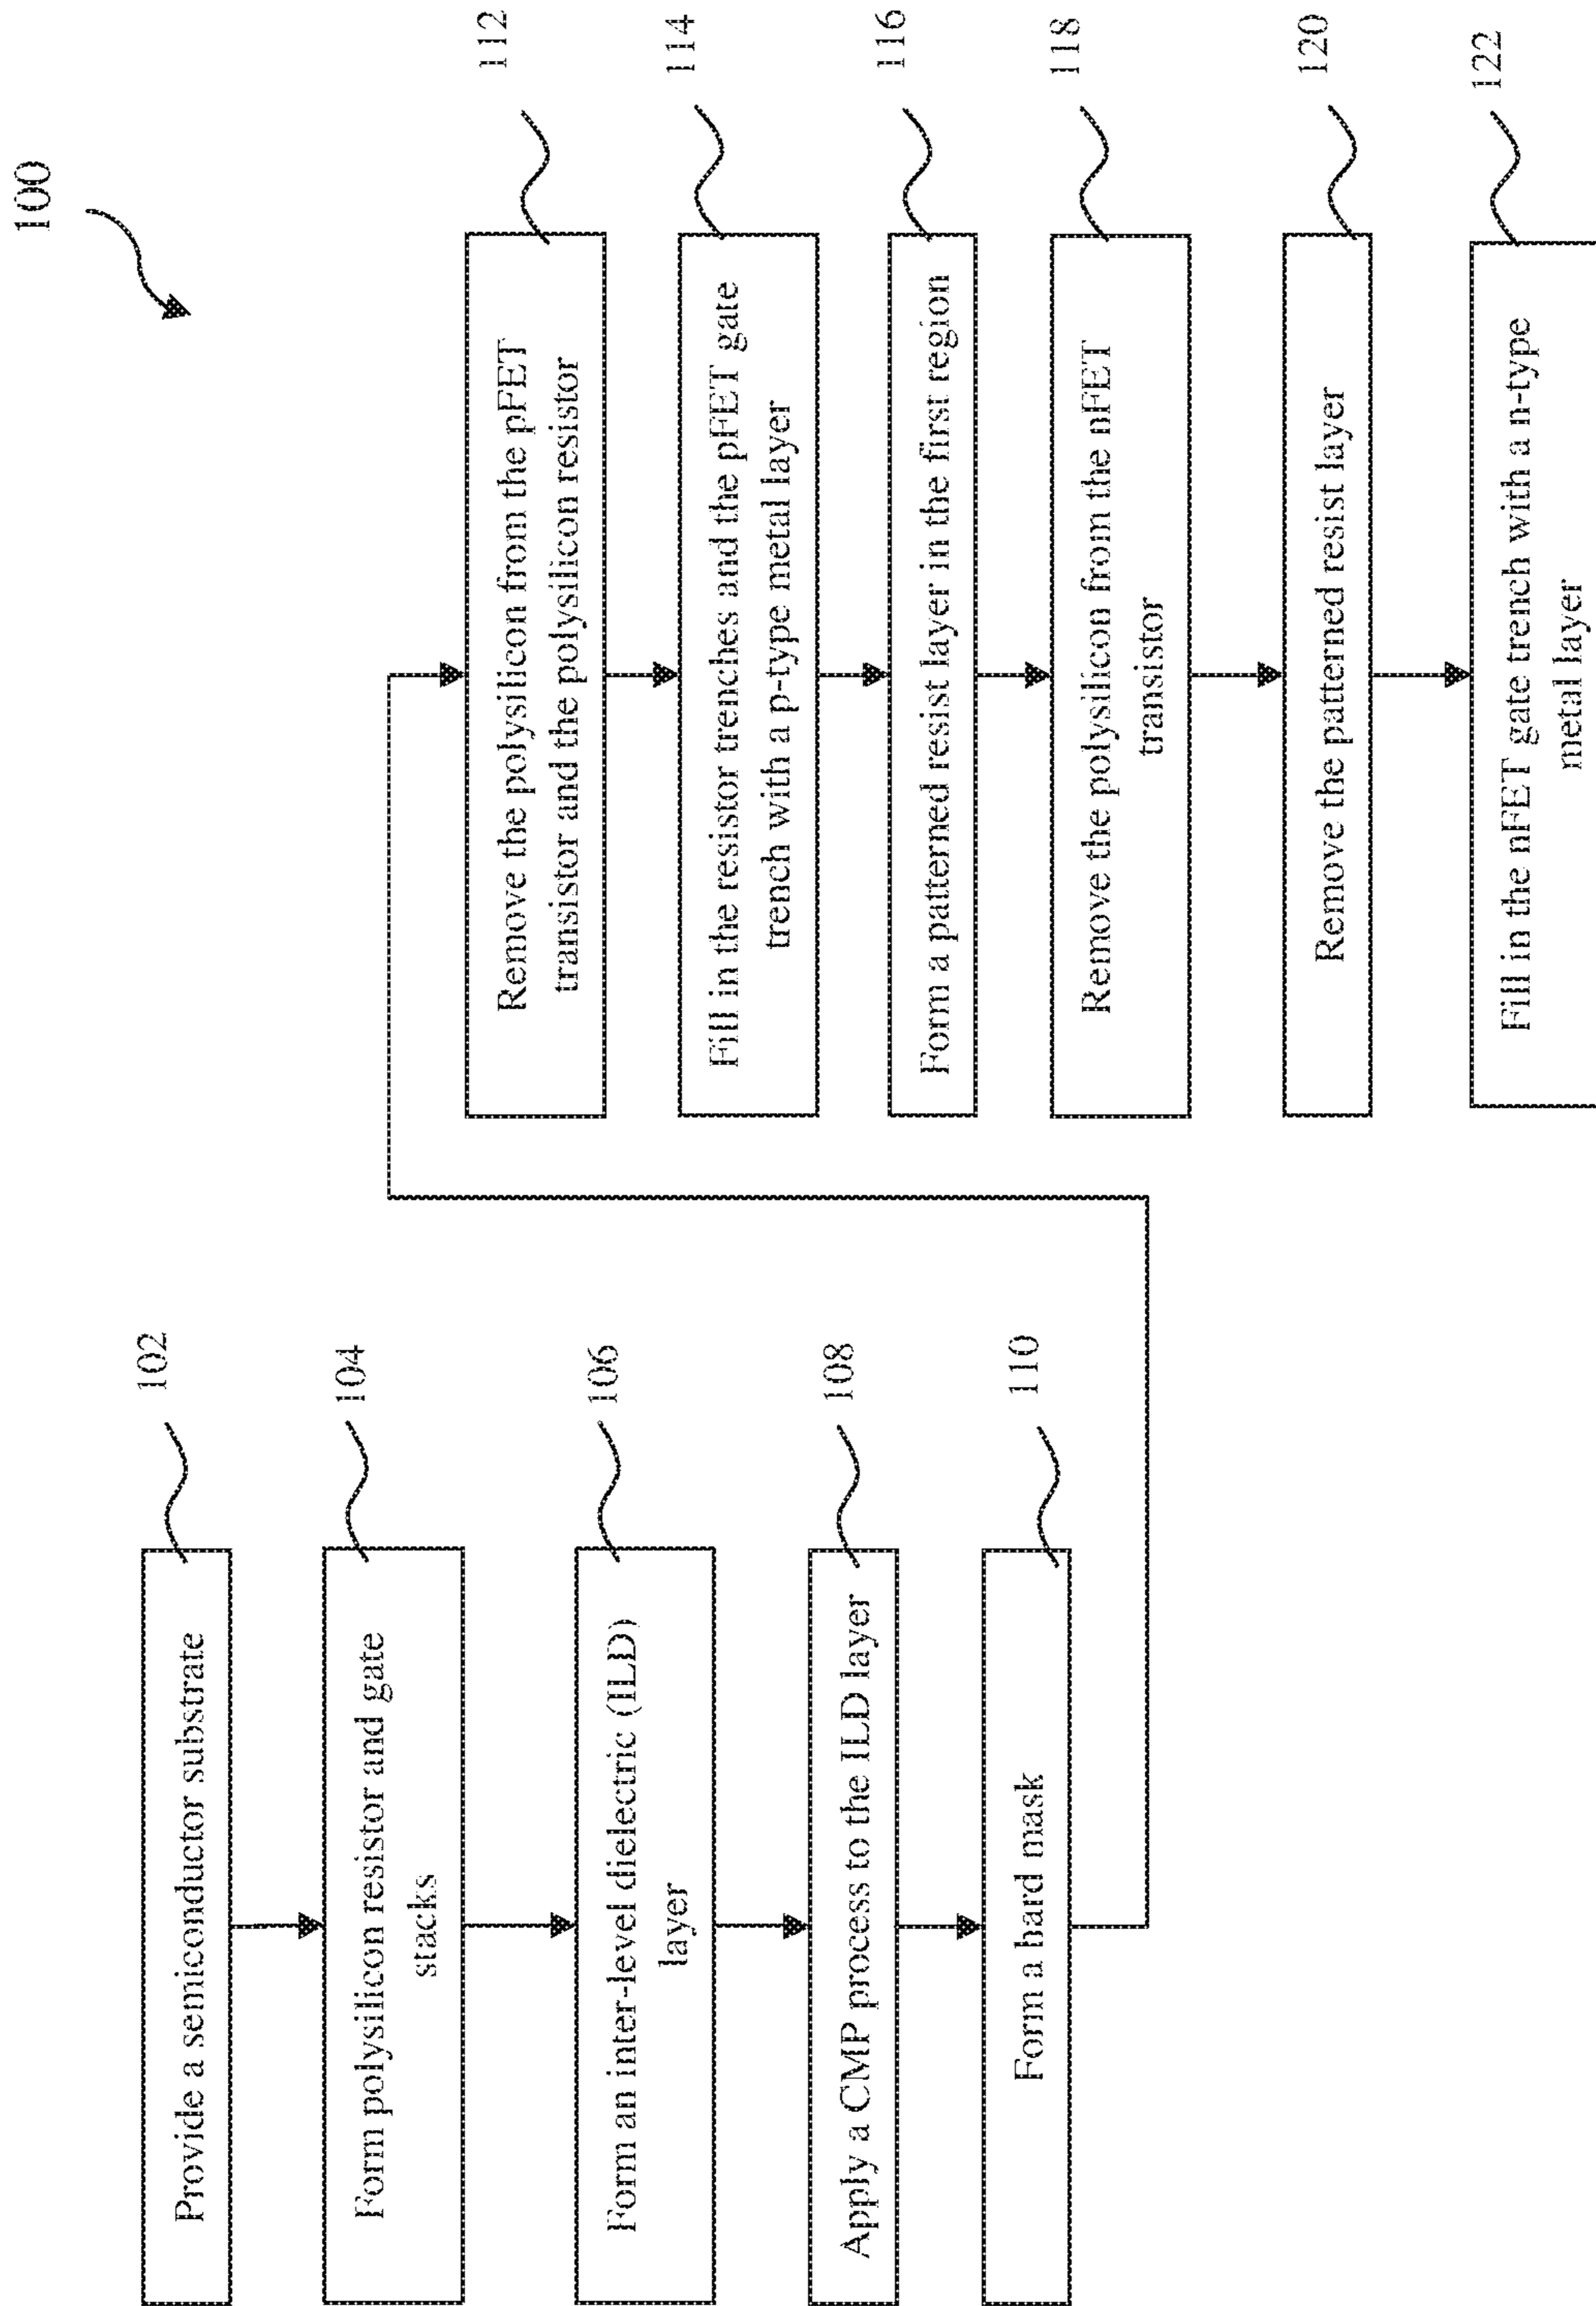 100
Provide a semiconductor substrate
102
Form polysilicon resistor and gate
stacks
104
Form an inter-level dielectric (ILD)
layer
106
Apply a CMP process to the ILD layer
108
Form a hard mask
110
Remove the polysilicon from the pFET
transistor and the polysilicon resistor
112
Fill in the resistor trenches and the pFET gate
trench with a p-type metal layer
114
Form a patterned resist layer in the first region
116
Remove the polysilicon from the nFET
transistor
118
Remove the patterned resist layer
120
Fill in the nFET gate trench with a n-type
metal layer
122